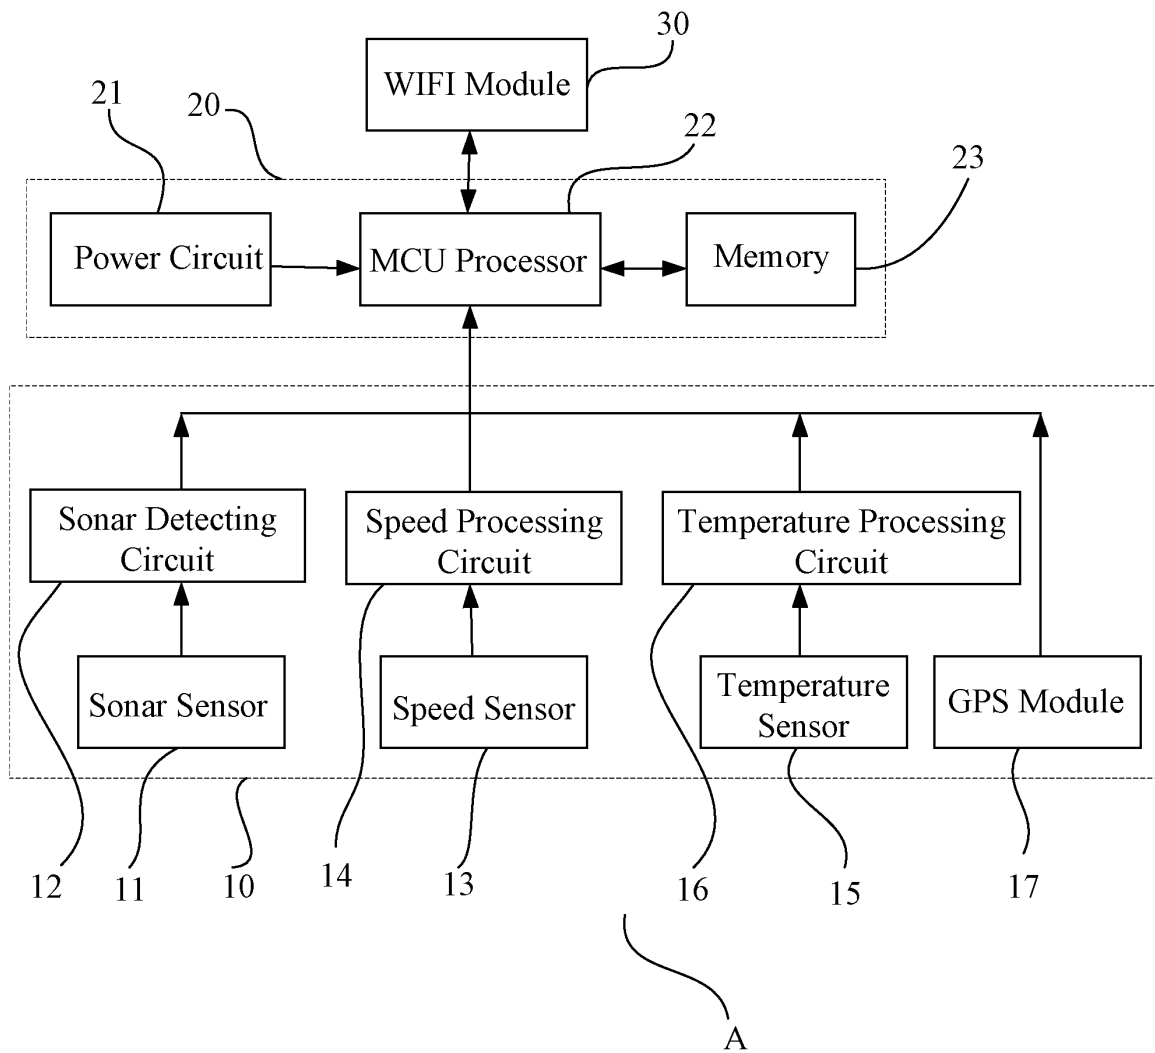 30
WIFI Module
21
20
22
23
Power Circuit
MCU Processor
Memory
Sonar Detecting
Circuit
Speed Processing
Circuit
Temperature Processing
Circuit
Sonar Sensor
Speed Sensor
Temperature
Sensor
GPS Module
12
11
10
14
13
16
15
17
A